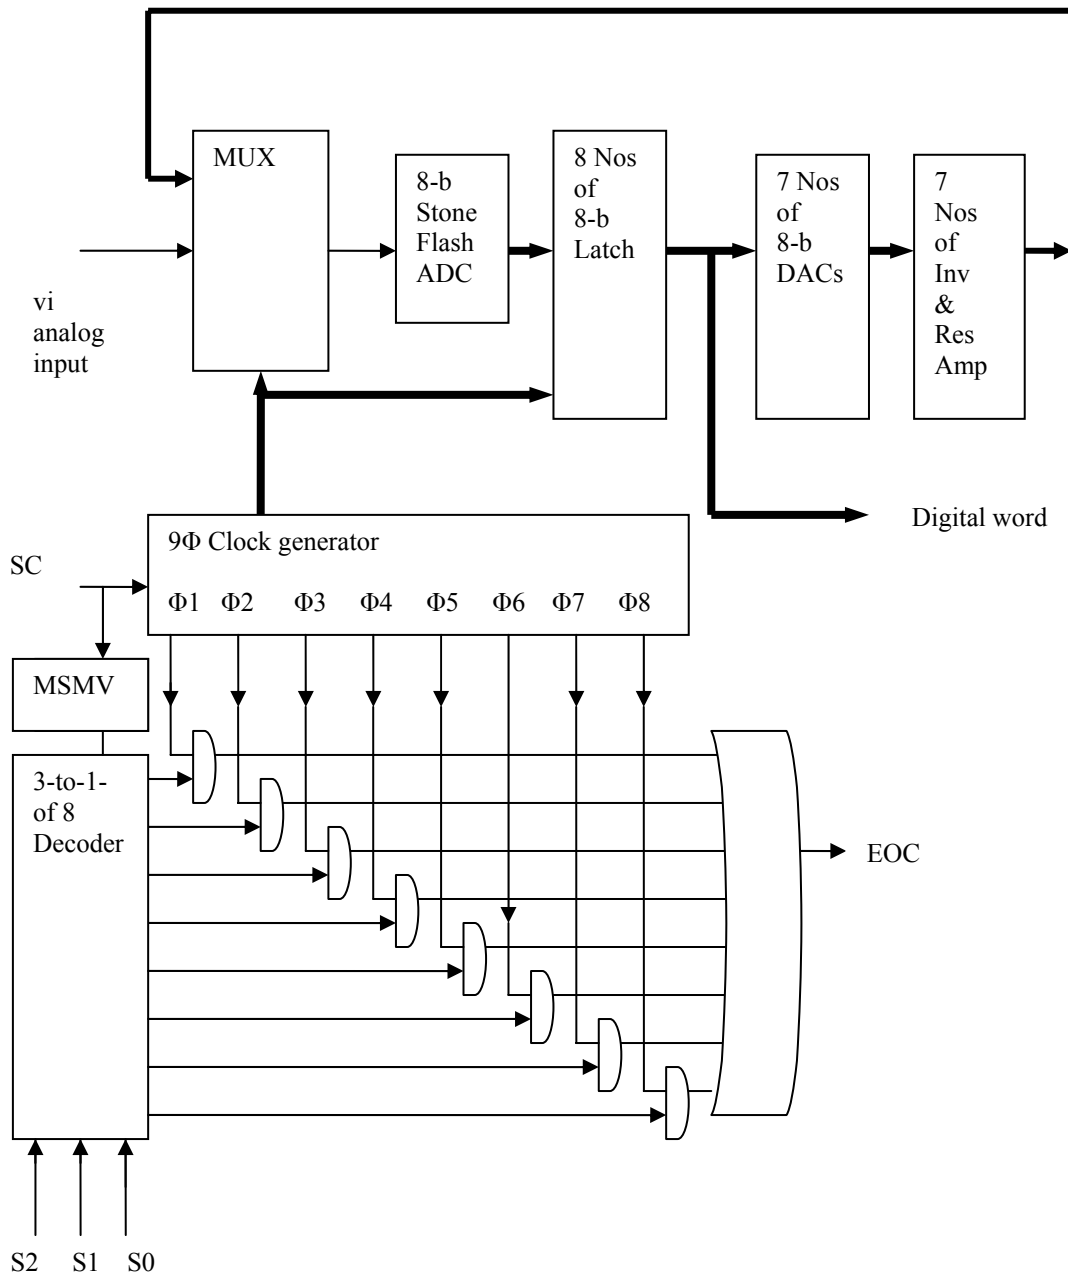 MUX
8-b
Stone
Flash
ADC
8 Nos
of
8-b
Latch
7 Nos
of
8-b
DACs
7
Nos
of
Inv
&
Res
Amp
vi
analog
input
Digital word
9Φ Clock generator
SC
Φ1 Φ2 Φ3 Φ4 Φ5 Φ6 Φ7 Φ8
MSMV
3-to-1-
of 8
Decoder
EOC
S2 S1 S0